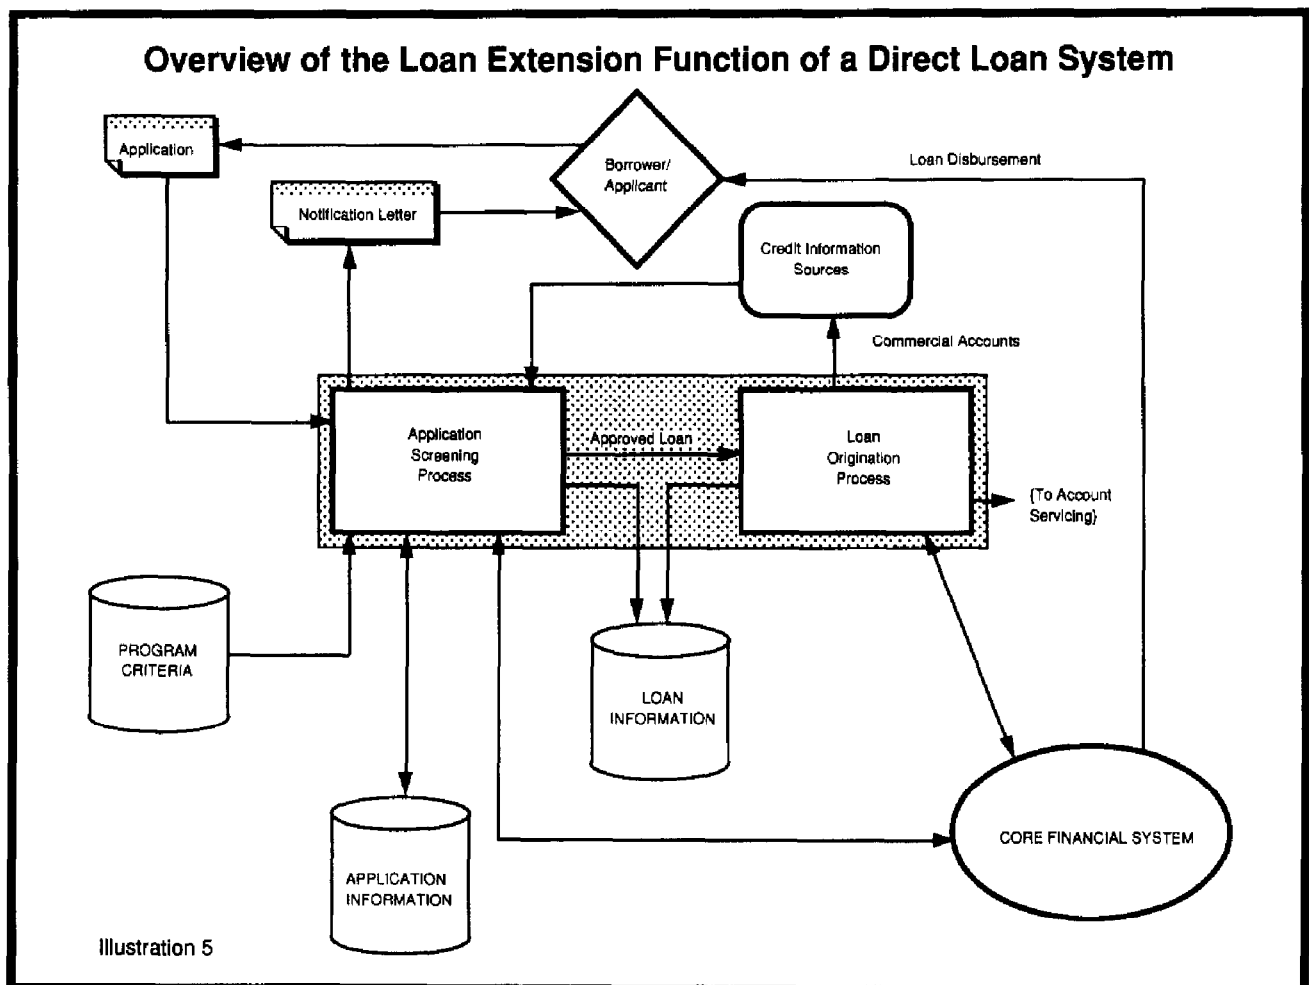 Overview of the Loan Extension Function of a Direct Loan System
Application
Borrower/
Applicant
Loan Disbursement
Notification Letter
Credit Information
Sources
Commercial Accounts
Application
Screening
Process
Approved Loan
Loan
Origination
Process
{To Account
Servicing}
PROGRAM
CRITERIA
LOAN
INFORMATION
APPLICATION
INFORMATION
CORE FINANCIAL SYSTEM
Illustration 5